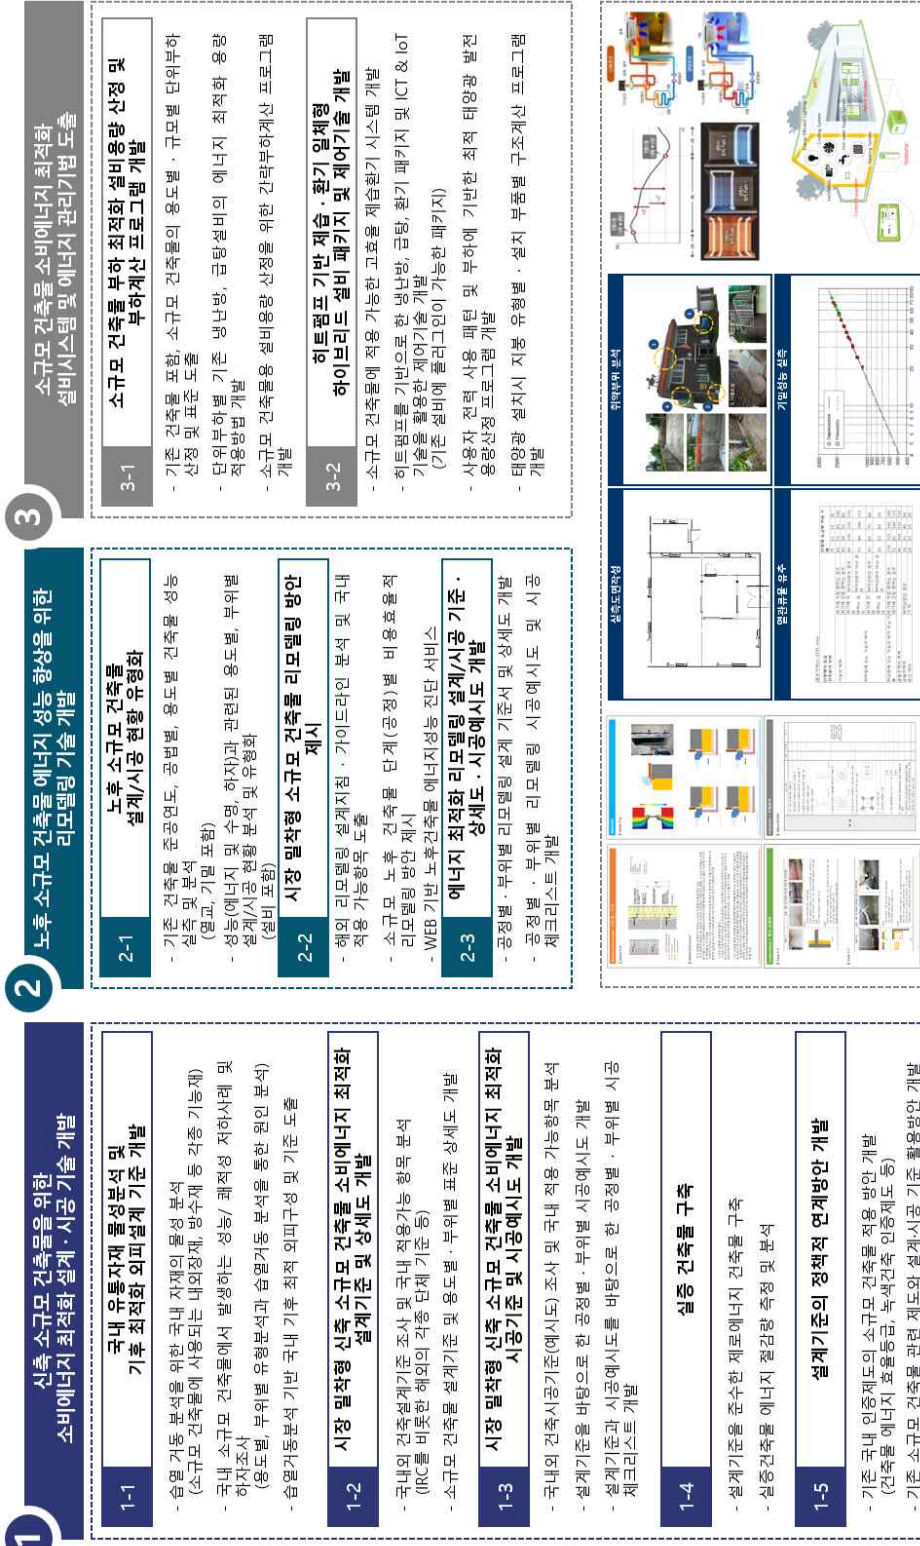 1
신축 소규모 건축물을 위한
소비에너지 최적화 설계·시공 기술 개발
1-1
국내 유통자재 물성분석 및
기후 최적화 외피설계 기준 개발
- 습열 거동 분석을 위한 국내 자재의 물성 분석
(소규모 건축물에 사용되는 내외장재, 방수재 등 각종 기능재)
- 국내 소규모 건축물에서 발생하는 성능/ 쾌적성 저하사례 및
하자조사
(용도별, 부위별 유형분석과 습열거동 분석을 통한 원인 분석)
- 습열거동분석 기반 국내 기후 최적 외피구성 및 기준 도출
1-2
시장 밀착형 신축 소규모 건축물 소비에너지 최적화
설계기준 및 상세도 개발
- 국내외 건축설계기준 조사 및 국내 적용가능 항목 분석
(IRC를 비롯한 해외의 각종 단체 기준 등)
- 소규모 건축물 설계기준 및 용도별·부위별 표준 상세도 개발
1-3
시장 밀착형 신축 소규모 건축물 소비에너지 최적화
시공기준 및 시공예시도 개발
- 국내외 건축시공기준(예시도) 조사 및 국내 적용 가능항목 분석
- 설계기준을 바탕으로 한 공정별·부위별 시공예시도 개발
- 설계기준과 시공예시도를 바탕으로 한 공정별·부위별 시공
체크리스트 개발
1-4
실증 건축물 구축
- 설계기준을 준수한 제로에너지 건축물 구축
- 실증건축물 에너지 절감량 측정 및 분석
1-5
설계기준의 정책적 연계방안 개발
- 기존 국내 인증제도의 소규모 건축물 적용 방안 개발
(건축물 에너지 효율등급, 녹색건축 인증제도 등)
- 기존 소규모 건축물 관련 제도와 설계·시공 기준 활용방안 개발
2
노후 소규모 건축물 에너지 성능 향상을 위한
리모델링 기술 개발
2-1
노후 소규모 건축물
설계/시공 현황 유형화
- 기존 건축물 준공연도, 공법별, 용도별 건축물 성능
실측 및 분석
(열교, 기밀 포함)
- 성능(에너지 및 수명, 하자)과 관련된 용도별, 부위별
설계/시공 현황 분석 및 유형화
(설비 포함)
2-2
시장 밀착형 소규모 건축물 리모델링 방안
제시
- 해외 리모델링 설계지침·가이드라인 분석 및 국내
적용 가능항목 도출
- 소규모 노후 건축물 단계(공정)별 비용효율적
리모델링 방안 제시
- WEB 기반 노후건축물 에너지성능 진단 서비스
2-3
에너지 최적화 리모델링 설계/시공 기준·
상세도·시공예시도 개발
- 공정별·부위별 리모델링 설계 기준서 및 상세도 개발
- 공정별·부위별 리모델링 시공예시도 및 시공
체크리스트 개발
3
소규모 건축물 소비에너지 최적화
설비시스템 및 에너지 관리기법 도출
3-1
소규모 건축물 부하 최적화 설비용량 산정 및
부하계산 프로그램 개발
- 기존 건축물 포함, 소규모 건축물의 용도별·규모별 단위부하
산정 및 표준 도출
- 단위부하별 기존 냉난방, 급탕설비의 에너지 최적화 용량
적용방법 개발
- 소규모 건축물용 설비용량 산정을 위한 간략부하계산 프로그램
개발
3-2
히트펌프 기반 제습·환기 일체형
하이브리드 설비 패키지 및 제어기술 개발
- 소규모 건축물에 적용 가능한 고효율 제습환기 시스템 개발
- 히트펌프를 기반으로 한 냉난방, 급탕, 환기 패키지 및 ICT & IoT
기술을 활용한 제어기술 개발
(기존 설비에 플러그인이 가능한 패키지)
- 사용자 전력 사용 패턴 및 부하에 기반한 최적 태양광 발전
용량산정 프로그램 개발
- 태양광 설치시 지붕 유형별·설치 부품별 구조계산 프로그램
개발
실측도면작성
취약부위 분석
열관류율 유추
기밀성능 실측